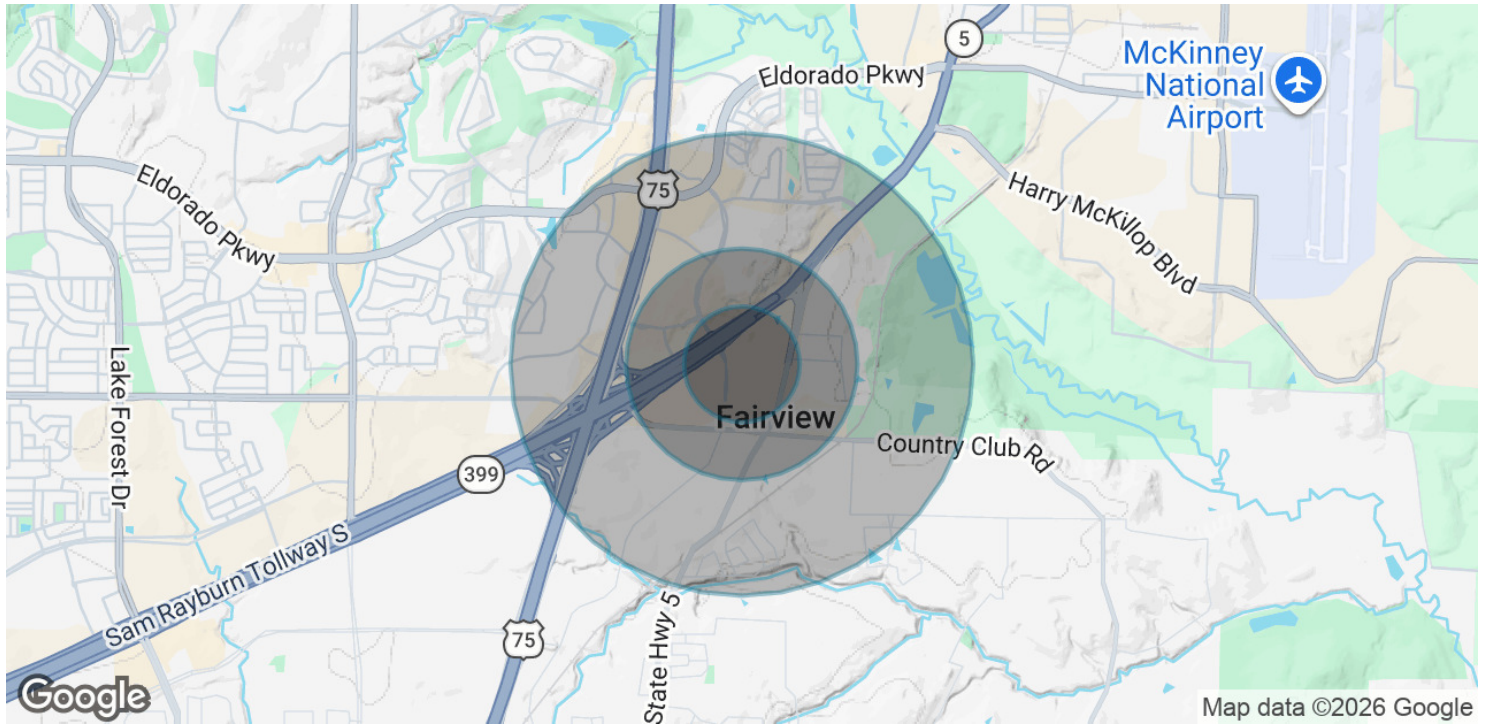 5
McKinney
National
Airport
Eldorado Pkwy
75
Harry McKillop Blvd
Eldorado Pkwy
Lake Forest Dr
Fairview
Country Club Rd
399
Sam Rayburn Tollway S
State Hwy 5
75
Google
Map data ©2026 Google